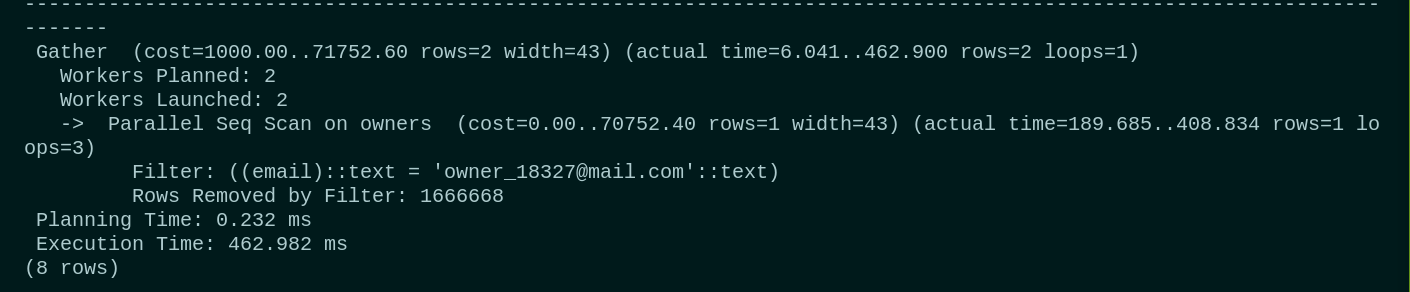 ---------------------------------------------------------------------------------------------------------------
-------
 Gather  (cost=1000.00..71752.60 rows=2 width=43) (actual time=6.041..462.900 rows=2 loops=1)
   Workers Planned: 2
   Workers Launched: 2
   ->  Parallel Seq Scan on owners  (cost=0.00..70752.40 rows=1 width=43) (actual time=189.685..408.834 rows=1 lo
ops=3)
         Filter: ((email)::text = 'owner_18327@mail.com'::text)
         Rows Removed by Filter: 1666668
 Planning Time: 0.232 ms
 Execution Time: 462.982 ms
(8 rows)